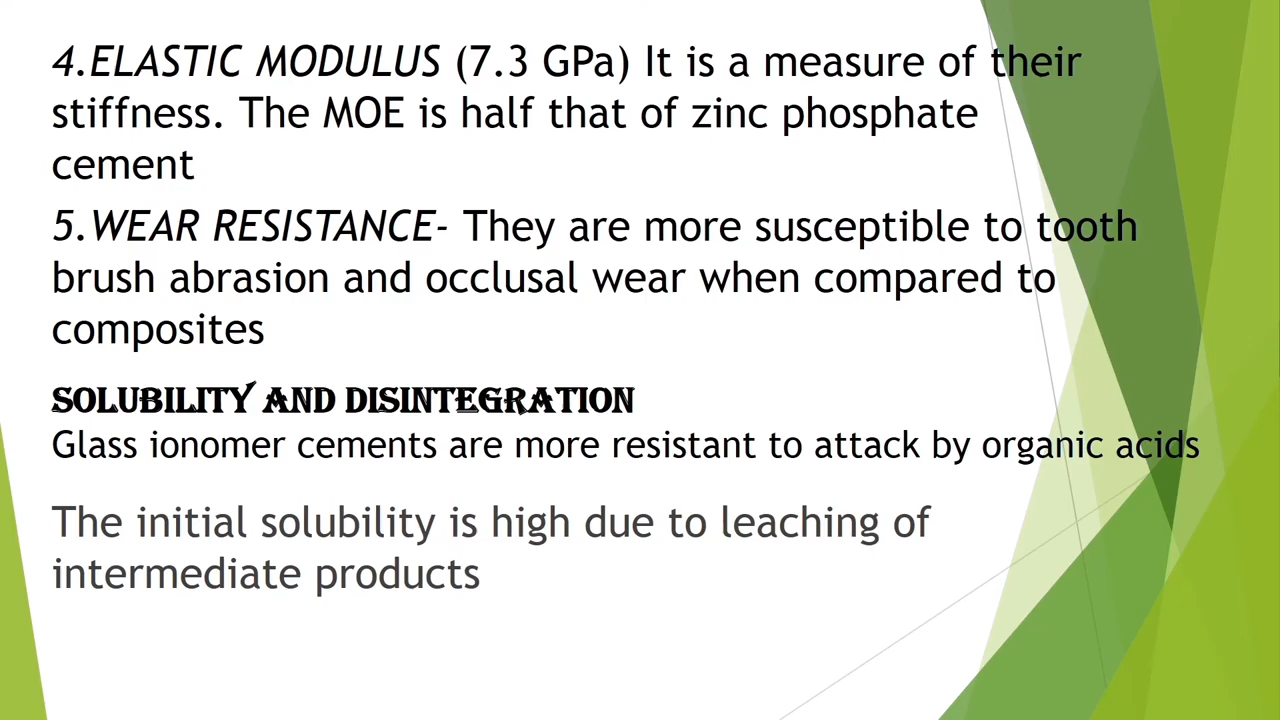 4.ELASTIC MODULUS (7.3 GPa) It is a measure of their
stiffness. The MOE is half that of zinc phosphate
cement
5.WEAR RESISTANCE- They are more susceptible to tooth
brush abrasion and occlusal wear when compared to
composites
SOLUBILITY AND DISINTEGRATION
Glass ionomer cements are more resistant to attack by organic acids
The initial solubility is high due to leaching of
intermediate products